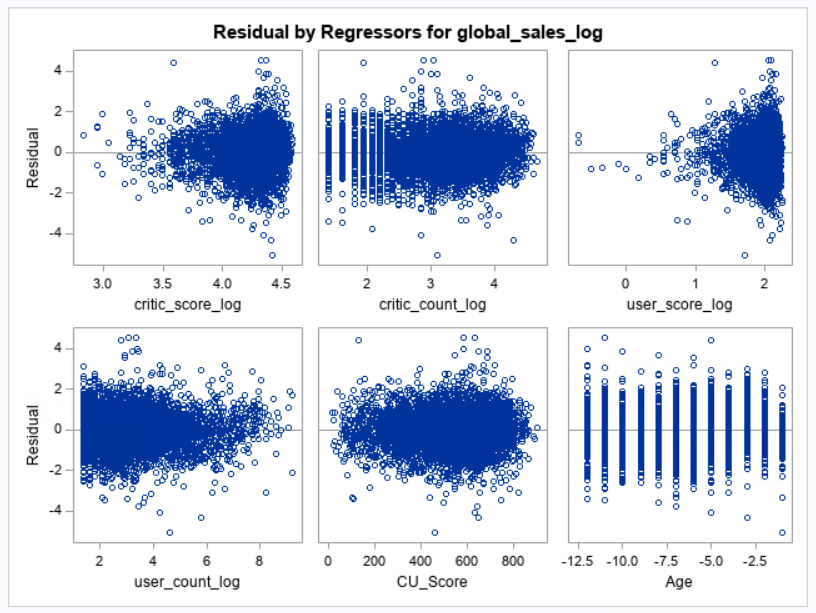 Residual by Regressors for global_sales_log
Residual
4
2
0
-2
-4
3.0 3.5 4.0 4.5
critic_score_log
2 3 4
critic_count_log
0 1 2
user_score_log
Residual
4
2
0
-2
-4
2 4 6 8
user_count_log
0 200 400 600 800
CU_Score
-12.5 -10.0 -7.5 -5.0 -2.5
Age